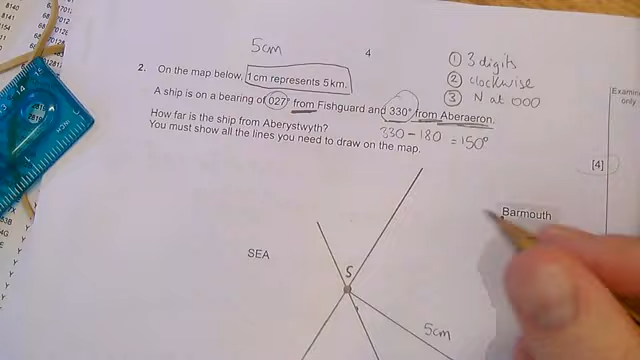 5cm
4
① 3 digits
② clockwise
③ N at 000
2. On the map below, 1 cm represents 5 km.
A ship is on a bearing of 027° from Fishguard and 330° from Aberaeron.
330 - 180 = 150°
How far is the ship from Aberystwyth?
You must show all the lines you need to draw on the map.
Examine
only
[4]
Barmouth
SEA
S
5cm